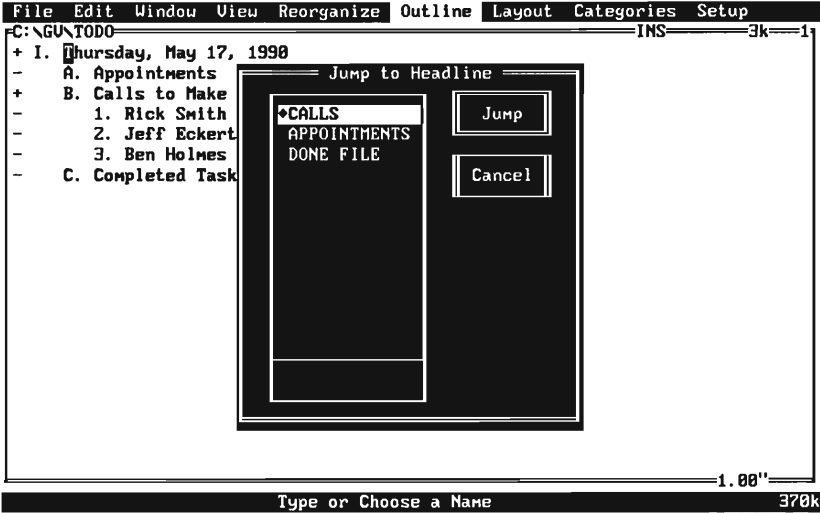 File Edit Window View Reorganize Outline Layout Categories Setup
C:\GV\TODO INS 3k 1
+ I. Thursday, May 17, 1990
- A. Appointments
+ B. Calls to Make
- 1. Rick Smith
- 2. Jeff Eckert
- 3. Ben Holmes
- C. Completed Task
Jump to Headline
◆CALLS
APPOINTMENTS
DONE FILE
Jump
Cancel
1.00"
Type or Choose a Name 370k